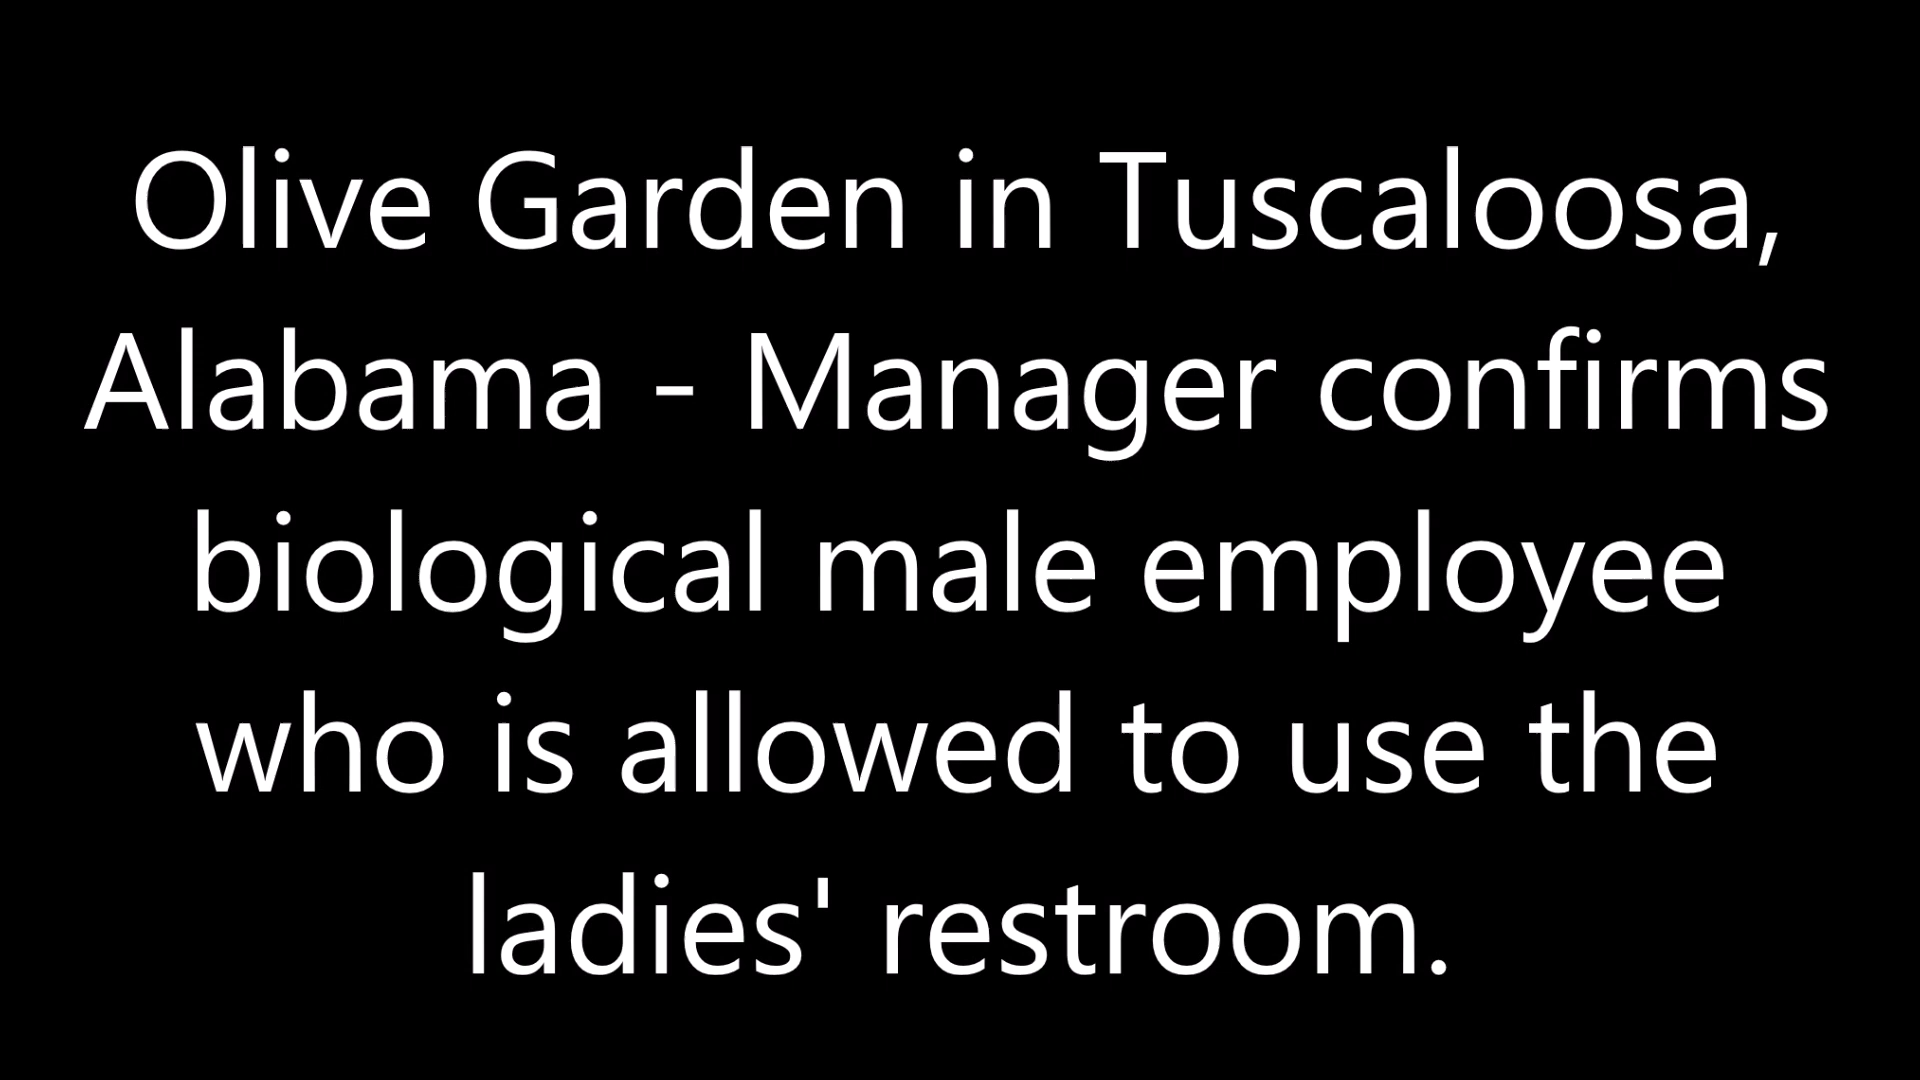 Olive Garden in Tuscaloosa,
Alabama - Manager confirms
biological male employee
who is allowed to use the
ladies' restroom.